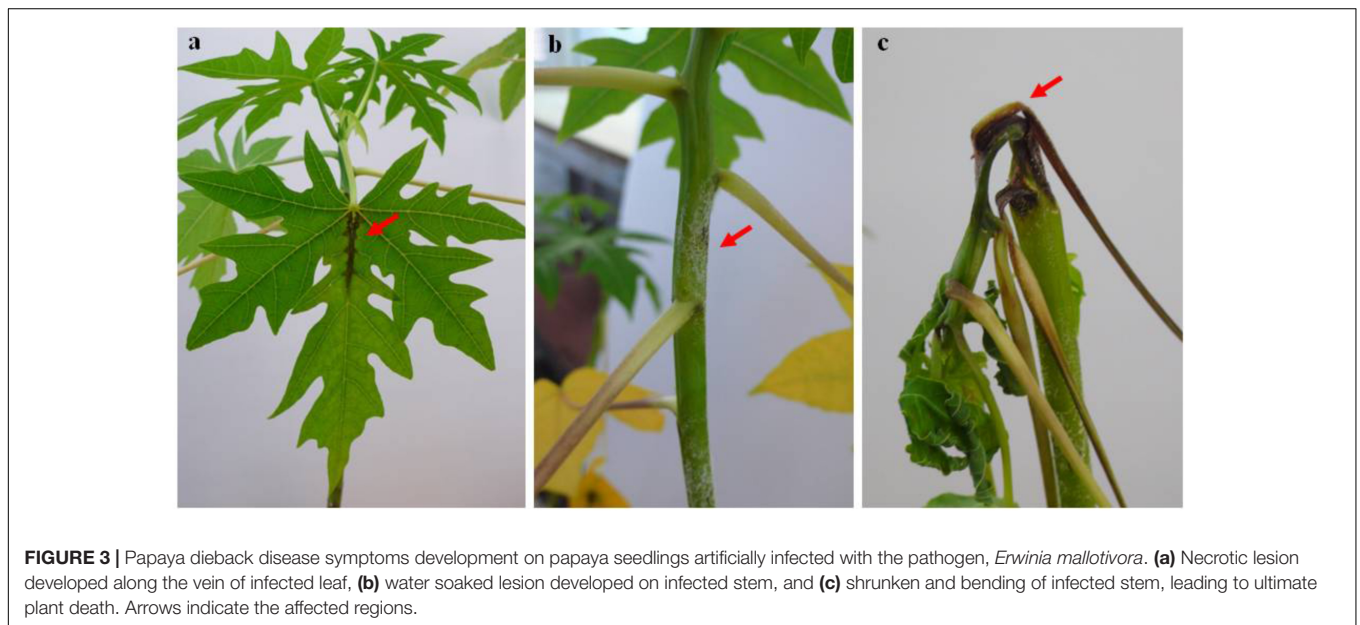 a
b
c
FIGURE 3 | Papaya dieback disease symptoms development on papaya seedlings artificially infected with the pathogen, Erwinia mallotivora. (a) Necrotic lesion
developed along the vein of infected leaf, (b) water soaked lesion developed on infected stem, and (c) shrunken and bending of infected stem, leading to ultimate
plant death. Arrows indicate the affected regions.